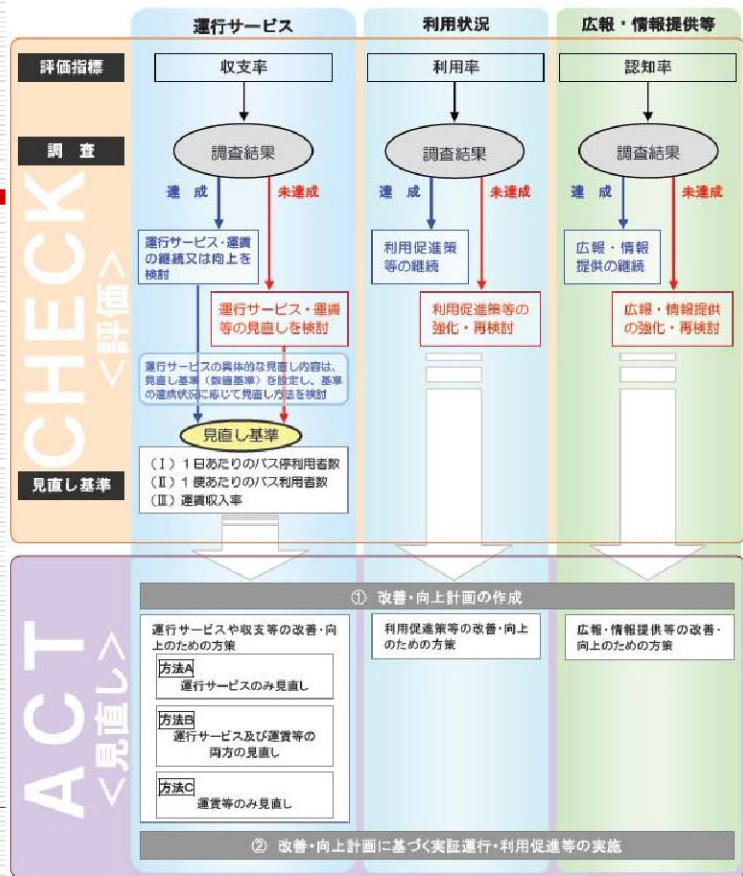 運行サービス
利用状況
広報・情報提供等
評価指標
収支率
利用率
認知率
調 査
調査結果
調査結果
調査結果
達 成
未達成
達 成
未達成
達 成
未達成
運行サービス・運賃
の継続又は向上を
検討
利用促進策
等の継続
広報・情報
提供の継続
運行サービス・運賃
等の見直しを検討
利用促進策等の
強化・再検討
広報・情報提供
の強化・再検討
運行サービスの具体的な見直し内容は、
見直し基準（数値基準）を設定し、基準
の達成状況に応じて見直し方法を検討
CHECK
＜評価＞
見直し基準
見直し基準
（Ⅰ）１日あたりのバス停利用者数
（Ⅱ）１便あたりのバス利用者数
（Ⅲ）運賃収入率
ACT
＜見直し＞
① 改善・向上計画の作成
運行サービスや収支等の改善・向
上のための方策
利用促進策等の改善・向上
のための方策
広報・情報提供等の改善・
向上のための方策
方法A
運行サービスのみ見直し
方法B
運行サービス及び運賃等の
両方の見直し
方法C
運賃等のみ見直し
② 改善・向上計画に基づく実証運行・利用促進等の実施